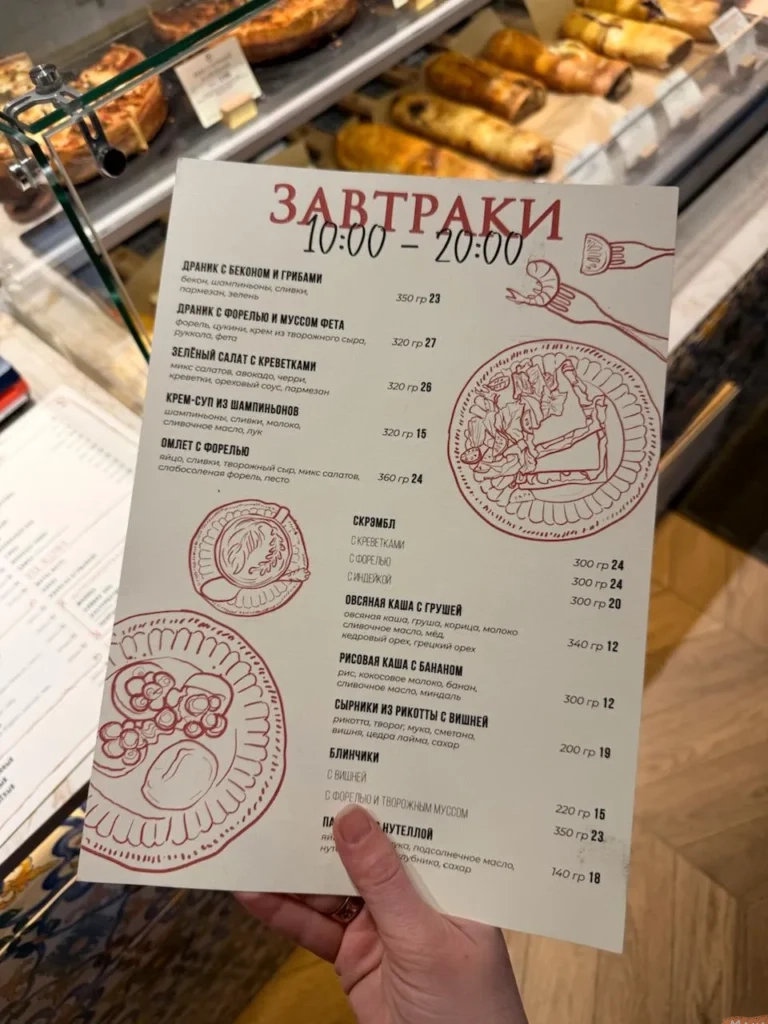 ЗАВТРАКИ
10:00 – 20:00
ДРАНИК С БЕКОНОМ И ГРИБАМИ
бекон, шампиньоны, сливки,
пармезан, зелень
350 гр 23
ДРАНИК С ФОРЕЛЬЮ И МУССОМ ФЕТА
форель, цукини, крем из творожного сыра,
руккола, фета
320 гр 27
ЗЕЛЁНЫЙ САЛАТ С КРЕВЕТКАМИ
микс салатов, авокадо, черри,
креветки, ореховый соус, пармезан
320 гр 26
КРЕМ-СУП ИЗ ШАМПИНЬОНОВ
шампиньоны, сливки, молоко,
сливочное масло, лук
320 гр 15
ОМЛЕТ С ФОРЕЛЬЮ
яйцо, сливки, творожный сыр, микс салатов,
слабосоленая форель, песто
360 гр 24
СКРЭМБЛ
С КРЕВЕТКАМИ
300 гр 24
С ФОРЕЛЬЮ
300 гр 24
С ИНДЕЙКОЙ
300 гр 20
ОВСЯНАЯ КАША С ГРУШЕЙ
овсяная каша, груша, корица, молоко
сливочное масло, мёд,
кедровый орех, грецкий орех
340 гр 12
РИСОВАЯ КАША С БАНАНОМ
рис, кокосовое молоко, банан,
сливочное масло, миндаль
300 гр 12
СЫРНИКИ ИЗ РИКОТТЫ С ВИШНЕЙ
рикотта, творог, мука, сметана,
вишня, цедра лайма, сахар
200 гр 19
БЛИНЧИКИ
С ВИШНЕЙ
220 гр 15
С ФОРЕЛЬЮ И ТВОРОЖНЫМ МУССОМ
350 гр 23
НУТЕЛЛОЙ
подсолнечное масло,
сахар
140 гр 18